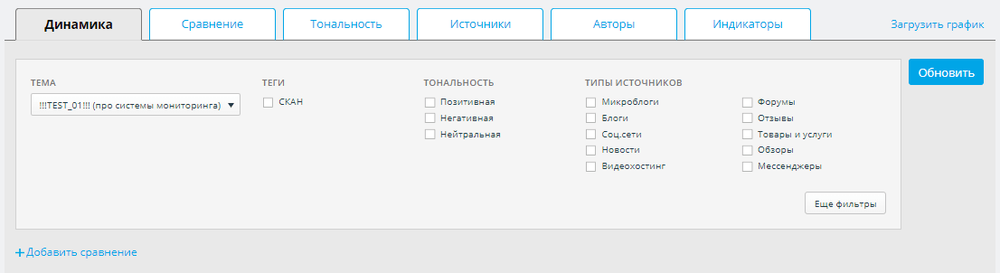 Динамика
Сравнение
Тональность
Источники
Авторы
Индикаторы
Загрузить график
Обновить
ТЕМА
!!!TEST_01!!! (про системы мониторинга)
ТЕГИ
СКАН
ТОНАЛЬНОСТЬ
Позитивная
Негативная
Нейтральная
ТИПЫ ИСТОЧНИКОВ
Микроблоги
Блоги
Соц.сети
Новости
Видеохостинг
Форумы
Отзывы
Товары и услуги
Обзоры
Мессенджеры
Еще фильтры
+Добавить сравнение